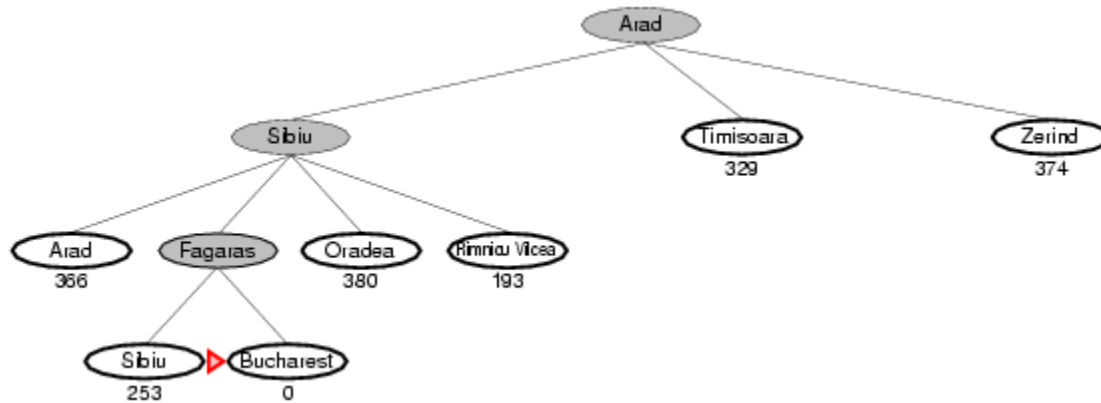 Arad
Sibiu
Timisoara
Zerind
329
374
Arad
Fagaras
Oradea
Rimnicu Vilcea
366
380
193
Sibiu
Bucharest
253
0